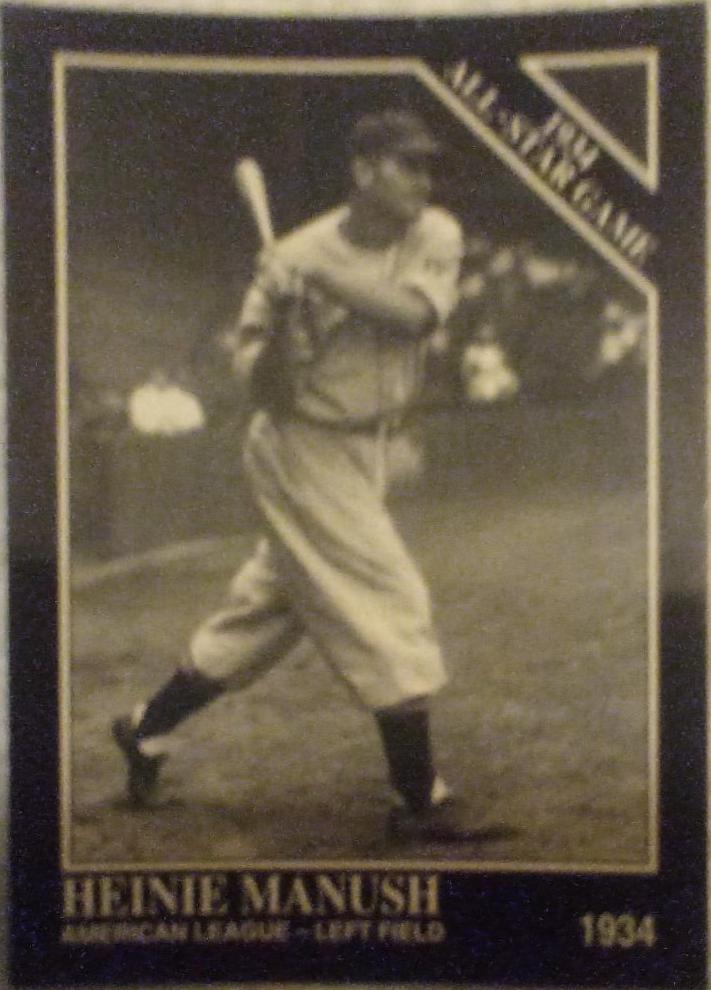 1934
ALL-STAR GAME
HEINIE MANUSH
AMERICAN LEAGUE - LEFT FIELD
1934